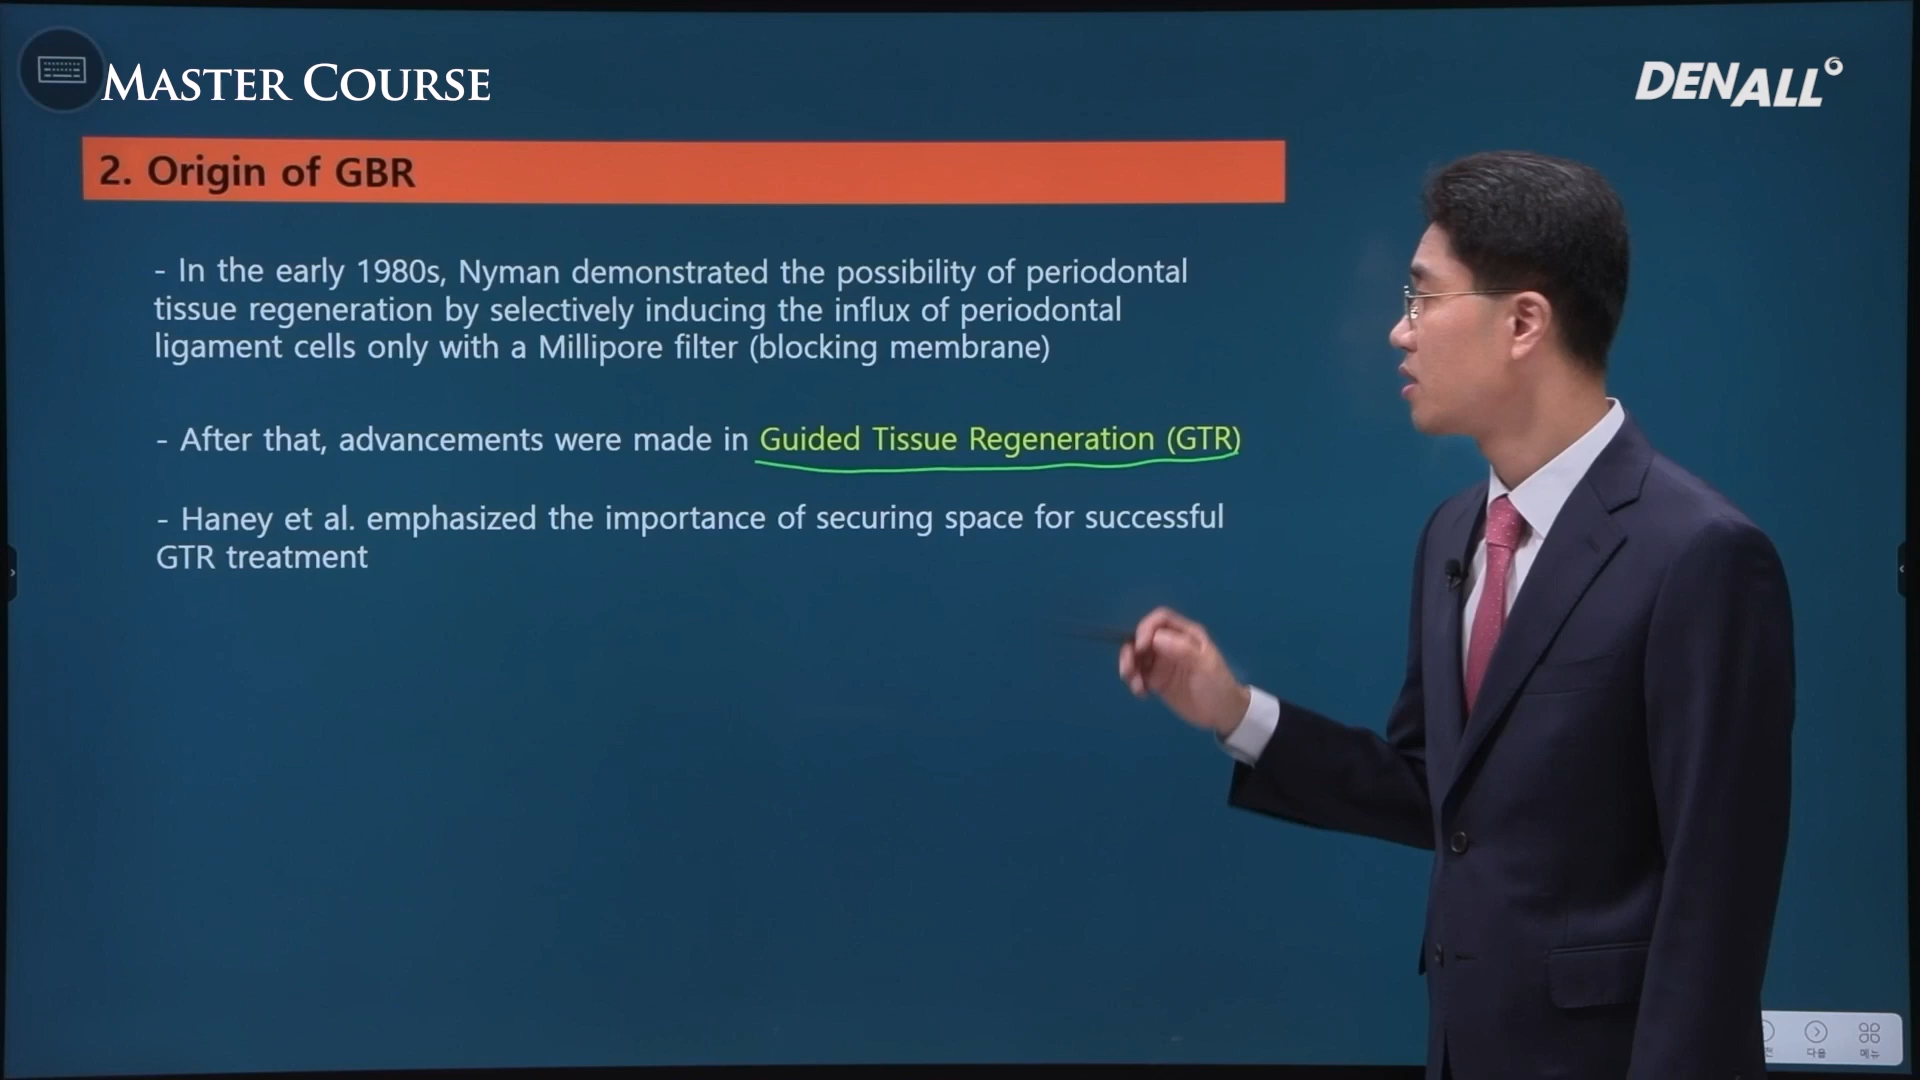 MASTER COURSE
DENALL
2. Origin of GBR
- In the early 1980s, Nyman demonstrated the possibility of periodontal
tissue regeneration by selectively inducing the influx of periodontal
ligament cells only with a Millipore filter (blocking membrane)
- After that, advancements were made in Guided Tissue Regeneration (GTR)
- Haney et al. emphasized the importance of securing space for successful
GTR treatment
다음
메뉴